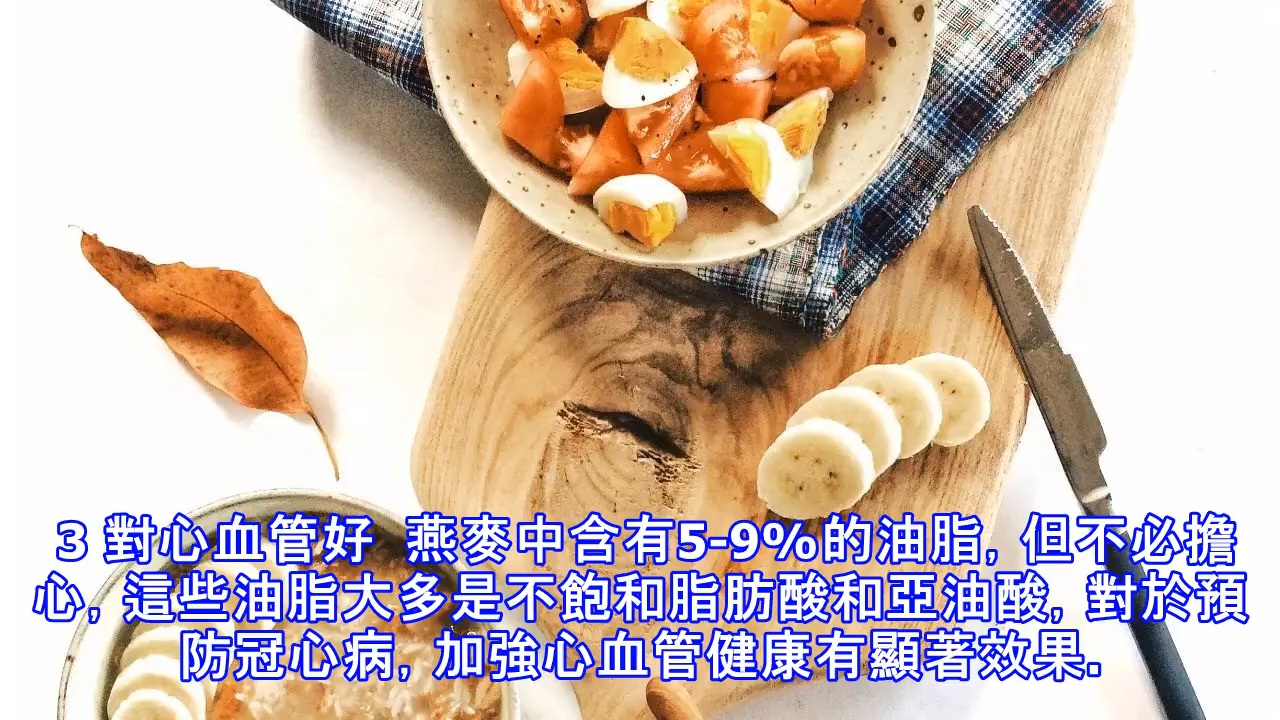 3 對心血管好 燕麥中含有5-9%的油脂, 但不必擔
心, 這些油脂大多是不飽和脂肪酸和亞油酸, 對於預
防冠心病, 加強心血管健康有顯著效果.